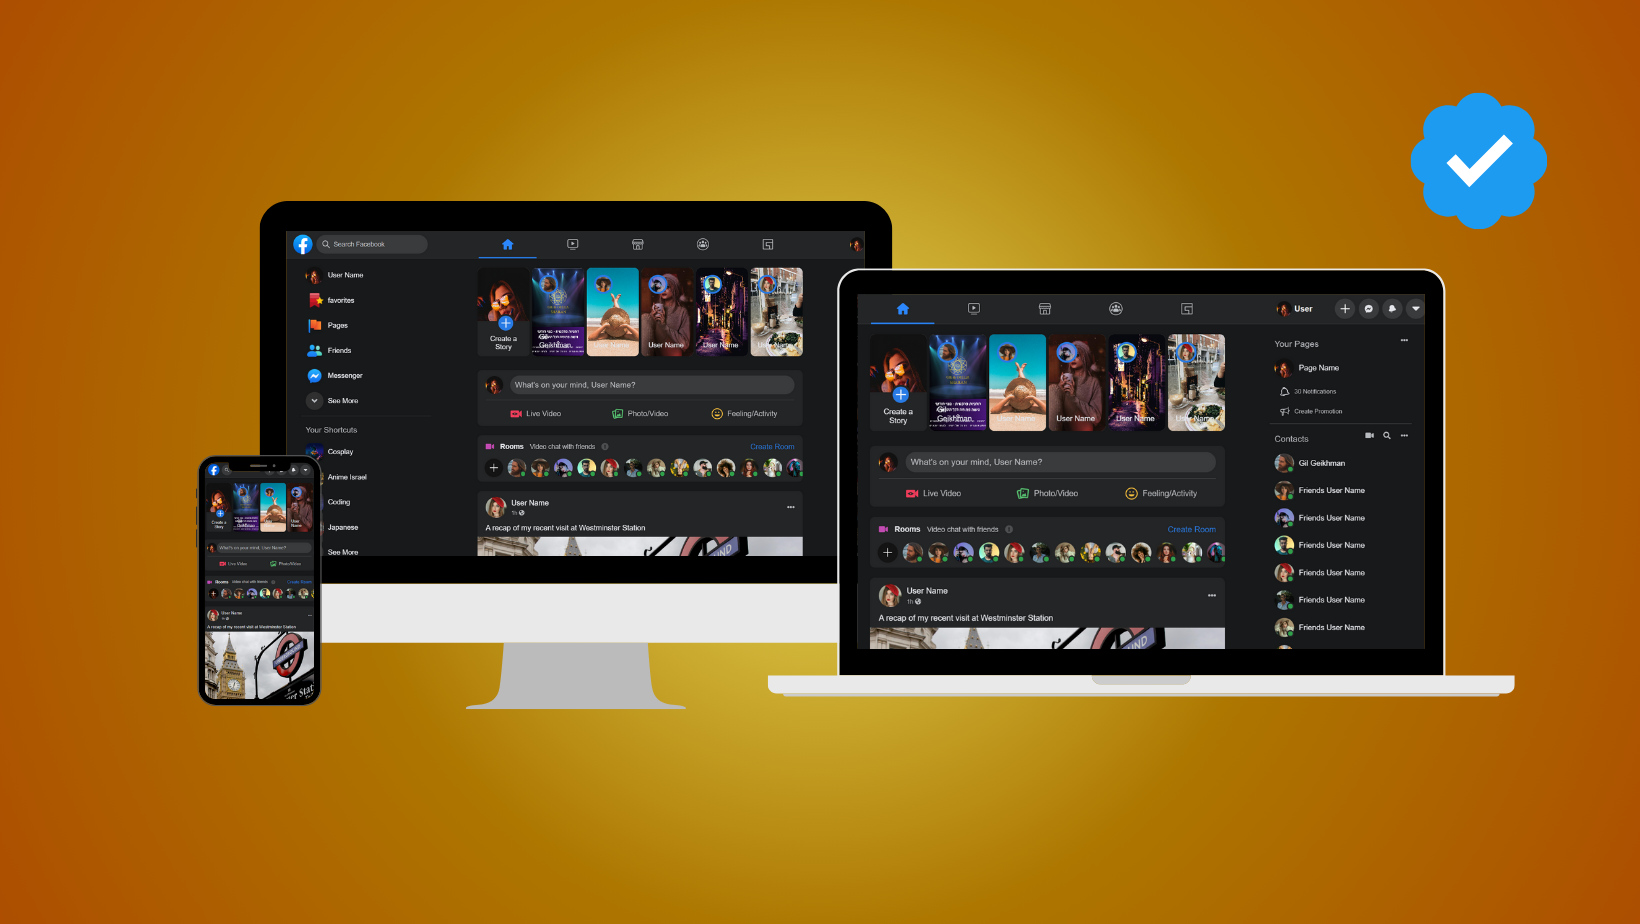 Search Facebook
User Name
favorites
Pages
Friends
Messenger
See More
Your Shortcuts
Cosplay
Anime Israel
Coding
Japanese
See More
Create a
Story
Geikhman
User Name
User Name
User Name
User Name
What's on your mind, User Name?
Live Video
Photo/Video
Feeling/Activity
Rooms Video chat with friends
Create Room
User Name
1h
A recap of my recent visit at Westminster Station
Create a
Story
Geikhman
User Name
What's on your mind, User Name?
Live Video
Photo/Video
Rooms Video chat with friends
Create Room
User Name
1h
A recap of my recent visit at Westminster Station
User
Create a
Story
Geikhman
User Name
User Name
User Name
User Name
What's on your mind, User Name?
Live Video
Photo/Video
Feeling/Activity
Rooms Video chat with friends
Create Room
User Name
1h
A recap of my recent visit at Westminster Station
Your Pages
Page Name
30 Notifications
Create Promotion
Contacts
Gil Geikhman
Friends User Name
Friends User Name
Friends User Name
Friends User Name
Friends User Name
Friends User Name